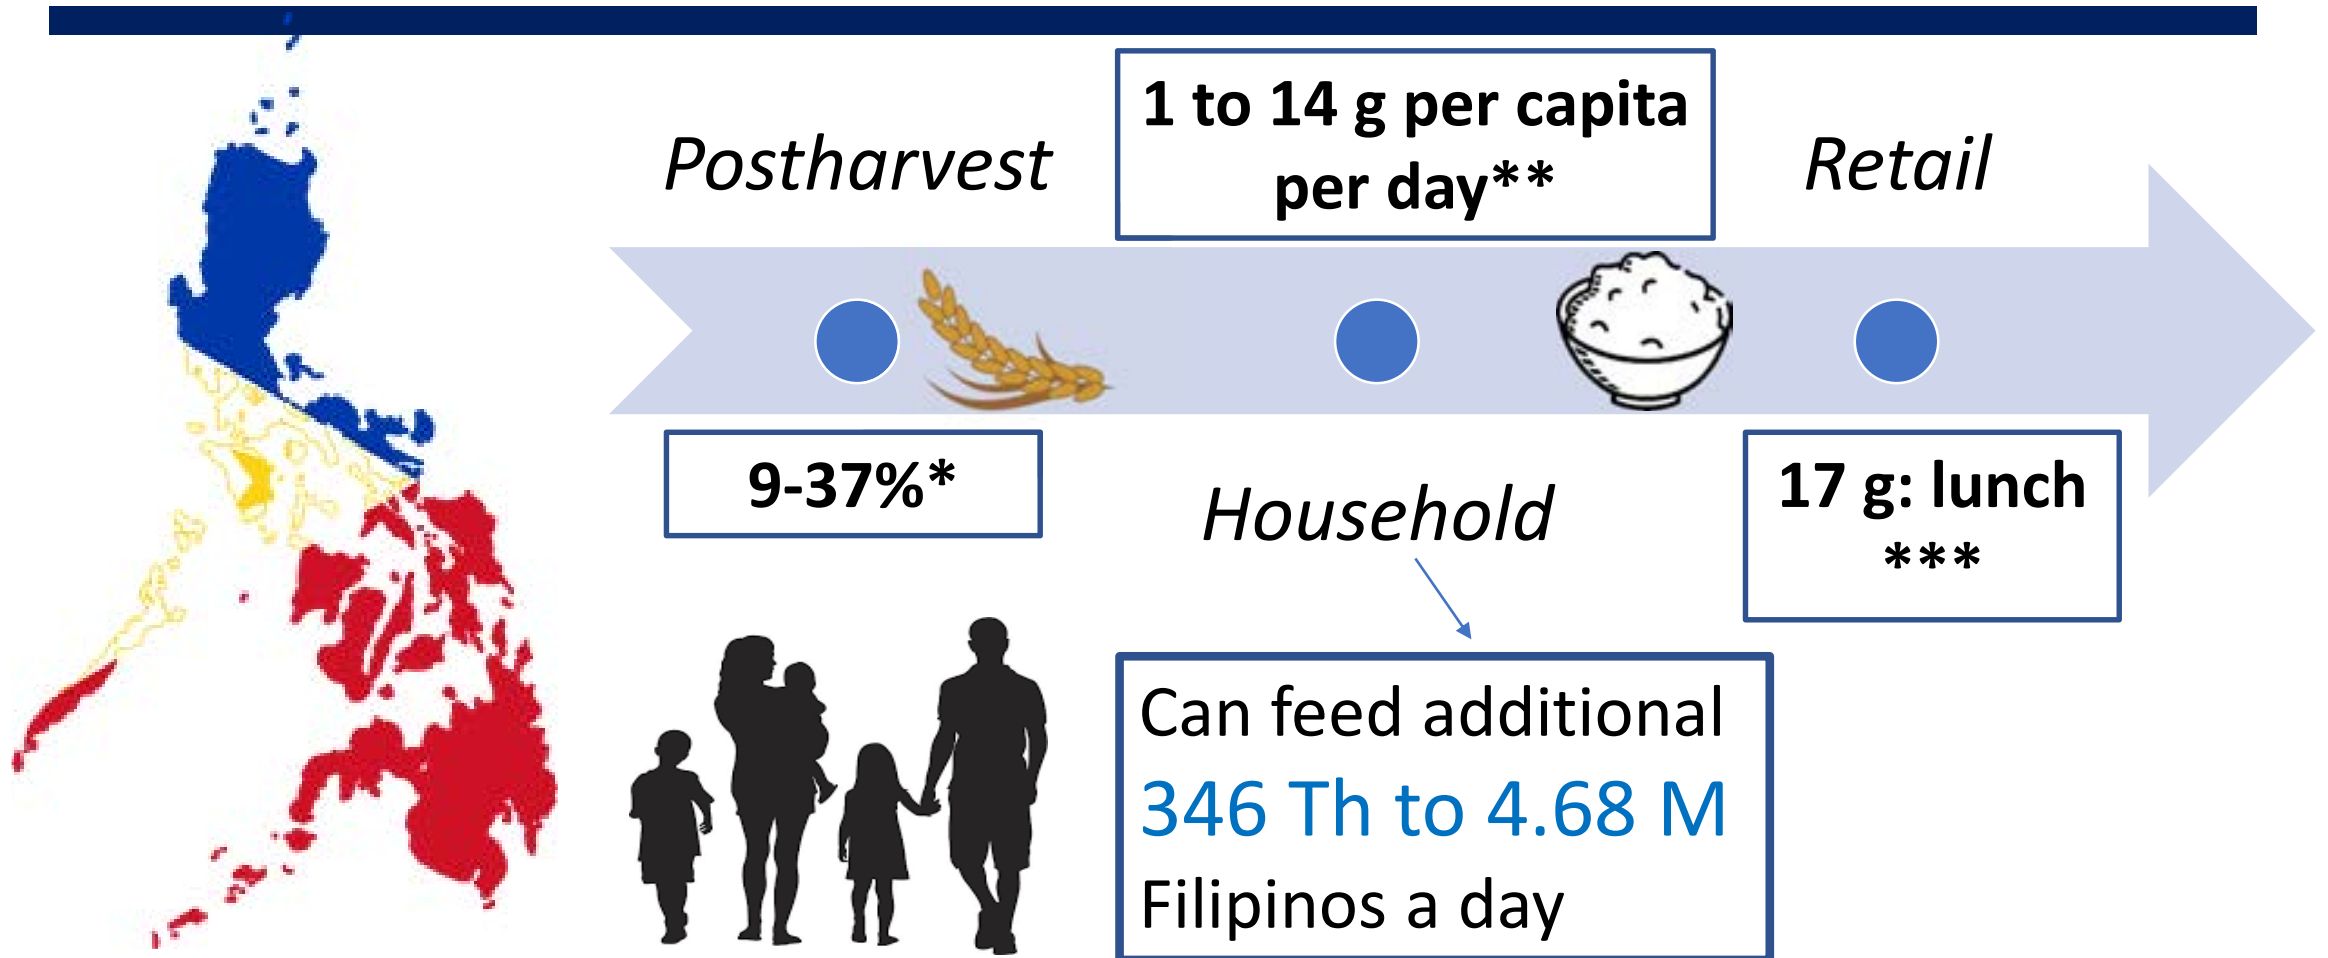 Postharvest
1 to 14 g per capita
per day**
Retail
9-37%*
Household
17 g: lunch
***
Can feed additional
346 Th to 4.68 M
Filipinos a day